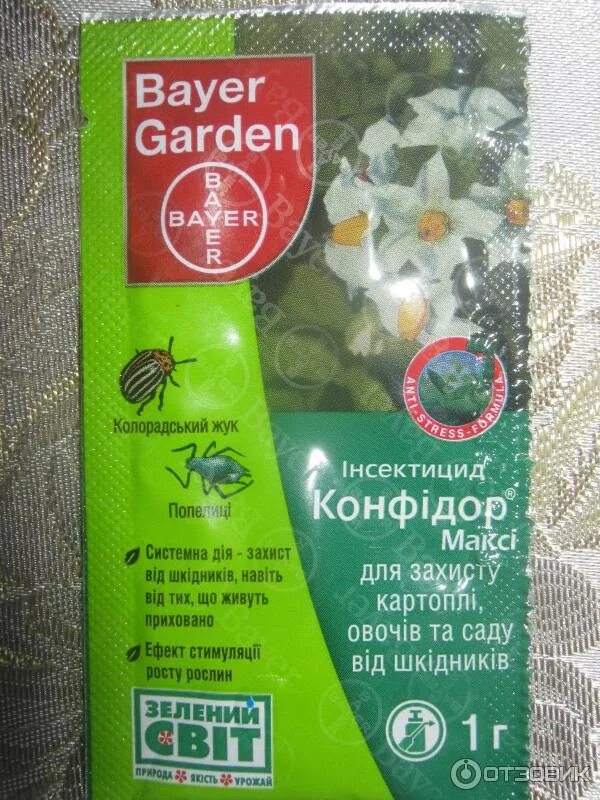 Bayer
Garden
BAYER
BAYER
ANTI-STRESS-FORMULA
Колорадський жук
Попелиці
Інсектицид
Конфідор®
Максі
для захисту
картоплі,
овочів та саду
від шкідників
Системна дія - захист
від шкідників, навіть
від тих, що живуть
приховано
Ефект стимуляції
росту рослин
ЗЕЛЕНИЙ
СВІТ
ПРИРОДА ЯКІСТЬ УРОЖАЙ
1 г
ОТЗОВИК